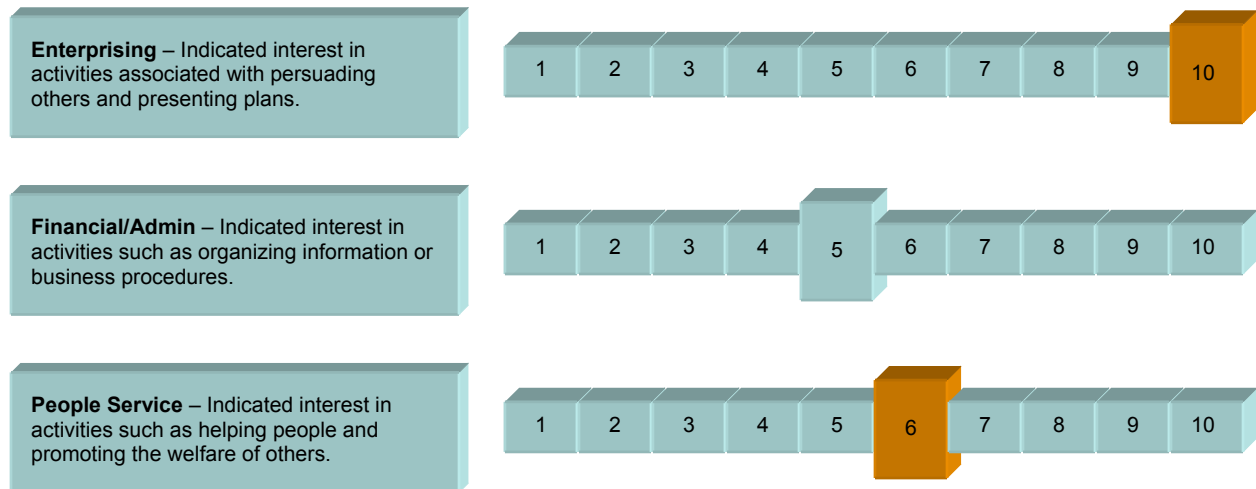 Enterprising – Indicated interest in
activities associated with persuading
others and presenting plans.
1 2 3 4 5 6 7 8 9 10
Financial/Admin – Indicated interest in
activities such as organizing information or
business procedures.
1 2 3 4 5 6 7 8 9 10
People Service – Indicated interest in
activities such as helping people and
promoting the welfare of others.
1 2 3 4 5 6 7 8 9 10